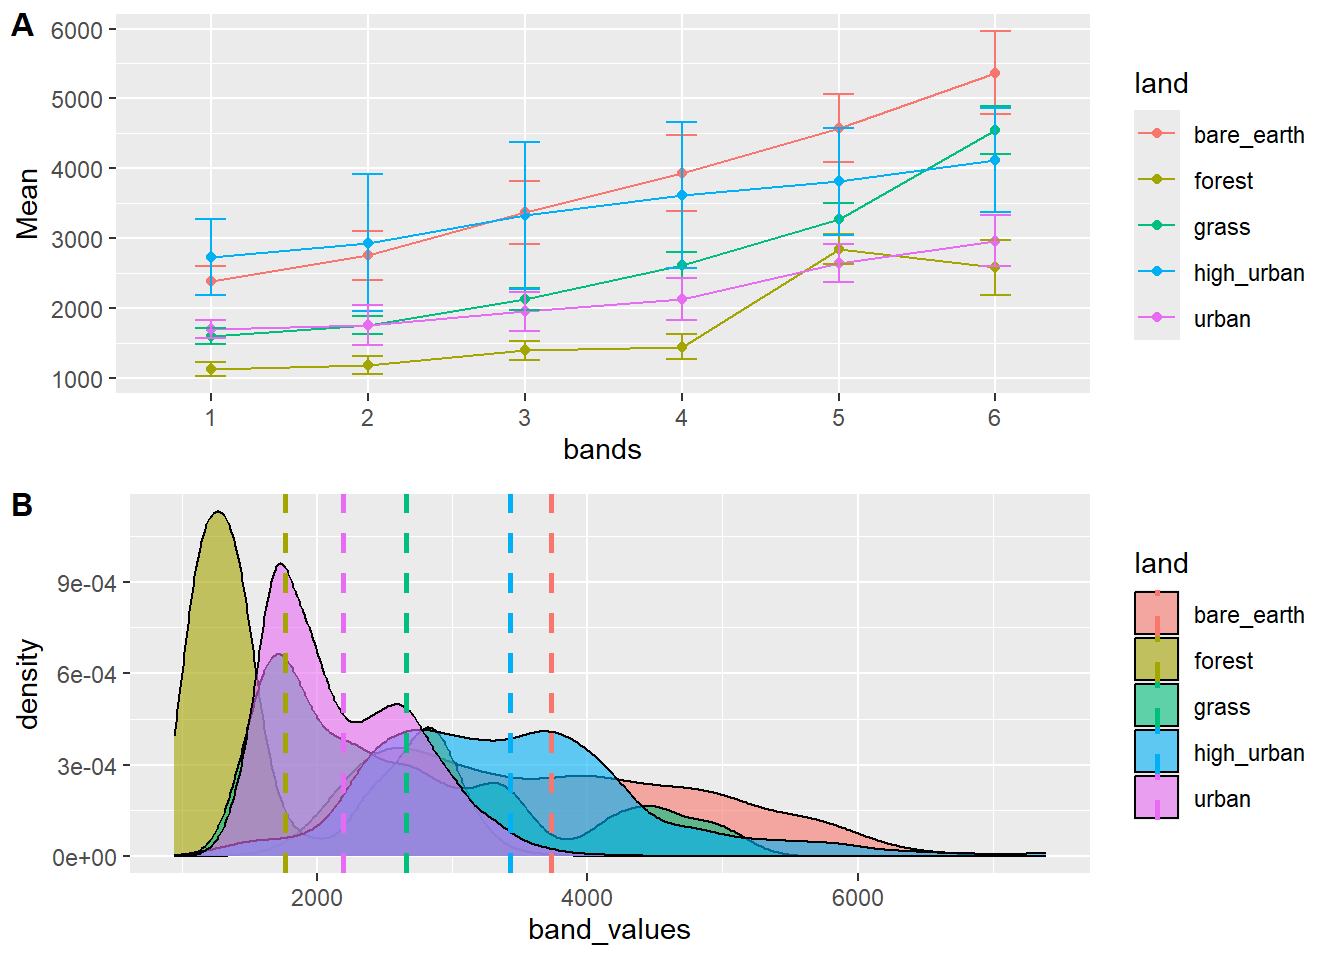 A
6000
5000
4000
3000
2000
1000
Mean
1 2 3 4 5 6
bands
land
bare_earth
forest
grass
high_urban
urban
B
9e-04
6e-04
3e-04
0e+00
density
2000 4000 6000
band_values
land
bare_earth
forest
grass
high_urban
urban